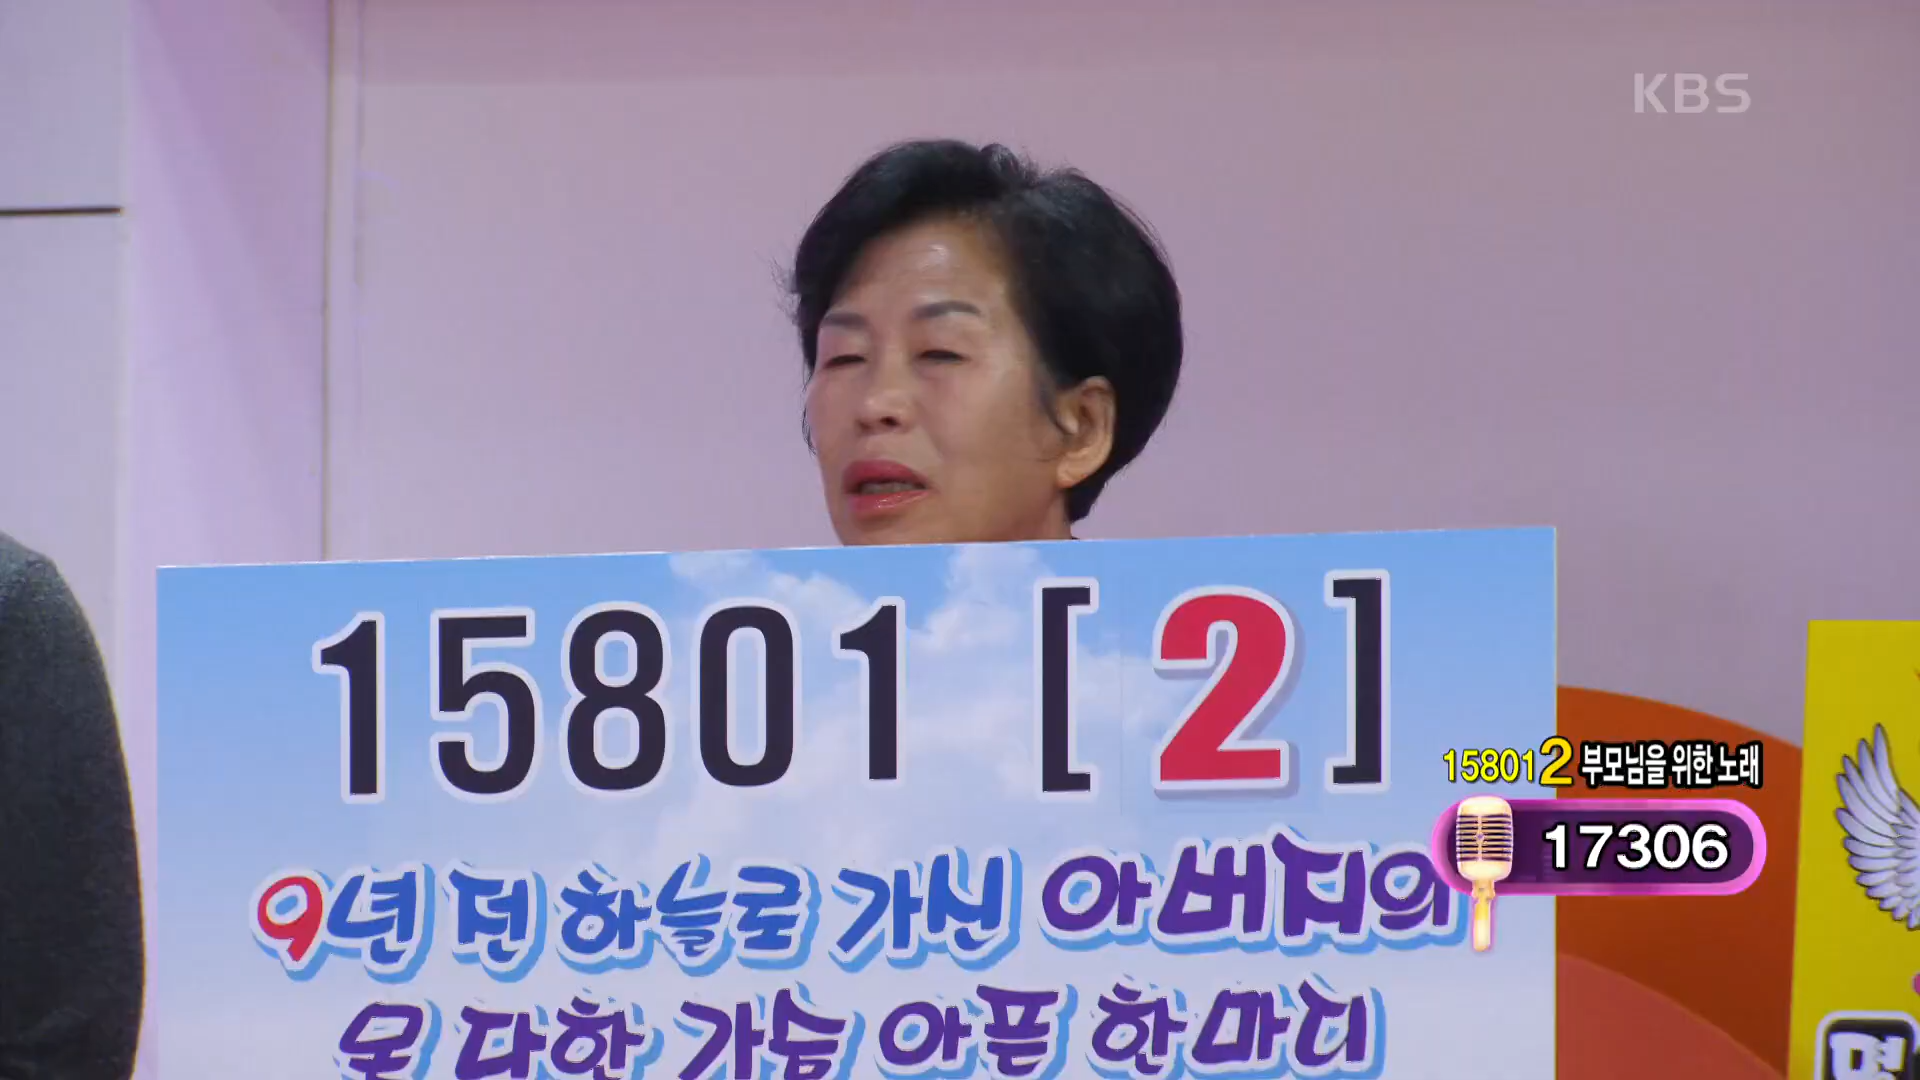 KBS
15801 [2]
158012 부모님을 위한 노래
17306
9년 전 하늘로 가신 아버지의
못 다한 가슴 아픈 한마디